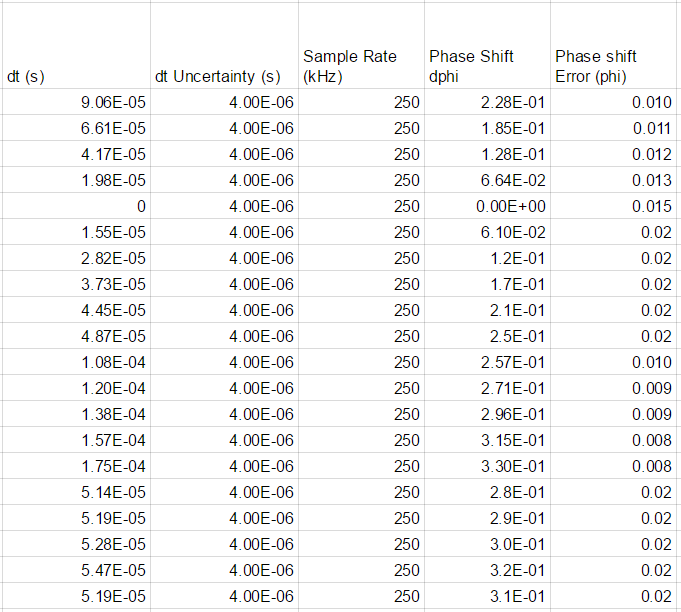 dt (s) dt Uncertainty (s) Sample Rate (kHz) Phase Shift dphi Phase shift Error (phi)
9.06E-05 4.00E-06 250 2.28E-01 0.010
6.61E-05 4.00E-06 250 1.85E-01 0.011
4.17E-05 4.00E-06 250 1.28E-01 0.012
1.98E-05 4.00E-06 250 6.64E-02 0.013
0 4.00E-06 250 0.00E+00 0.015
1.55E-05 4.00E-06 250 6.10E-02 0.02
2.82E-05 4.00E-06 250 1.2E-01 0.02
3.73E-05 4.00E-06 250 1.7E-01 0.02
4.45E-05 4.00E-06 250 2.1E-01 0.02
4.87E-05 4.00E-06 250 2.5E-01 0.02
1.08E-04 4.00E-06 250 2.57E-01 0.010
1.20E-04 4.00E-06 250 2.71E-01 0.009
1.38E-04 4.00E-06 250 2.96E-01 0.009
1.57E-04 4.00E-06 250 3.15E-01 0.008
1.75E-04 4.00E-06 250 3.30E-01 0.008
5.14E-05 4.00E-06 250 2.8E-01 0.02
5.19E-05 4.00E-06 250 2.9E-01 0.02
5.28E-05 4.00E-06 250 3.0E-01 0.02
5.47E-05 4.00E-06 250 3.2E-01 0.02
5.19E-05 4.00E-06 250 3.1E-01 0.02